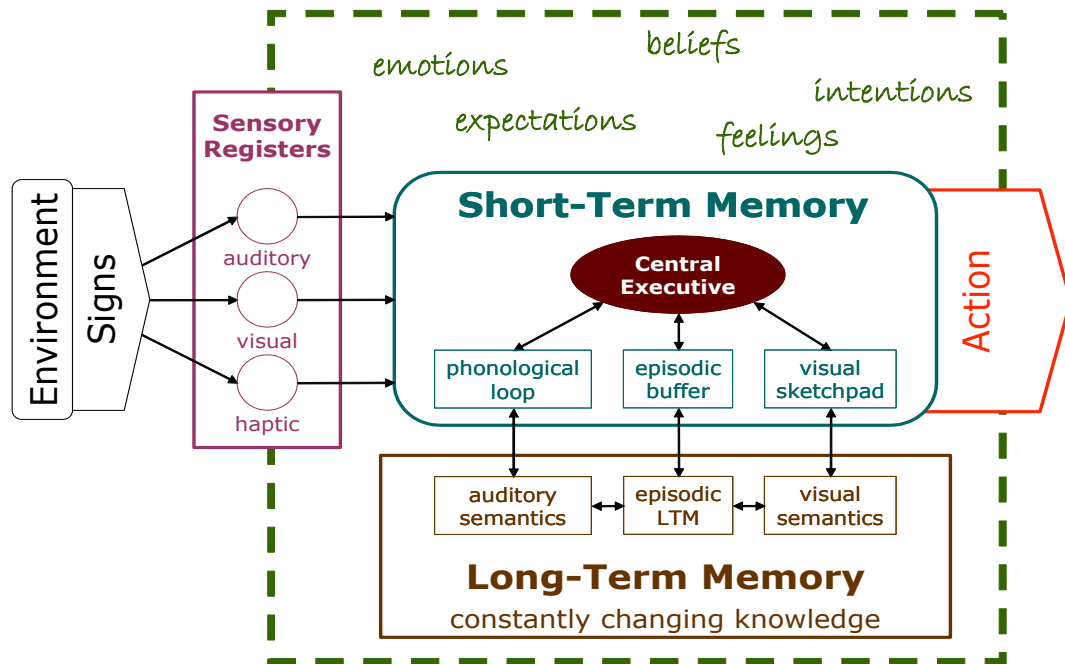 beliefs
emotions
intentions
expectations
feelings
Environment
Signs
Sensory
Registers
auditory
visual
haptic
Short-Term Memory
Central
Executive
phonological
loop
episodic
buffer
visual
sketchpad
Action
auditory
semantics
episodic
LTM
visual
semantics
Long-Term Memory
constantly changing knowledge